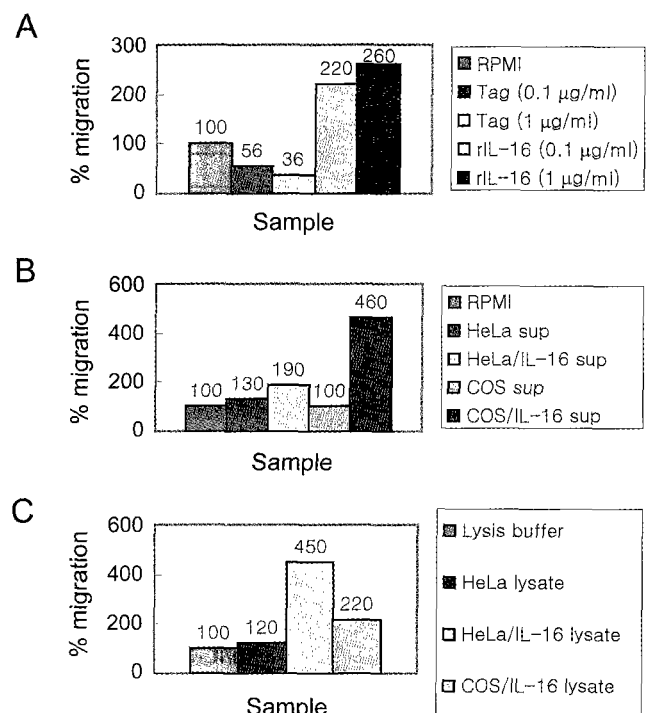 A
% migration
300
200
100
0
100
56
36
220
260
Sample
RPMI
Tag (0.1 μg/ml)
Tag (1 μg/ml)
rIL-16 (0.1 μg/ml)
rIL-16 (1 μg/ml)
B
% migration
600
400
200
0
100
130
190
100
460
Sample
RPMI
HeLa sup
HeLa/IL-16 sup
COS sup
COS/IL-16 sup
C
% migration
600
400
200
0
100
120
450
220
Sample
Lysis buffer
HeLa lysate
HeLa/IL-16 lysate
COS/IL-16 lysate